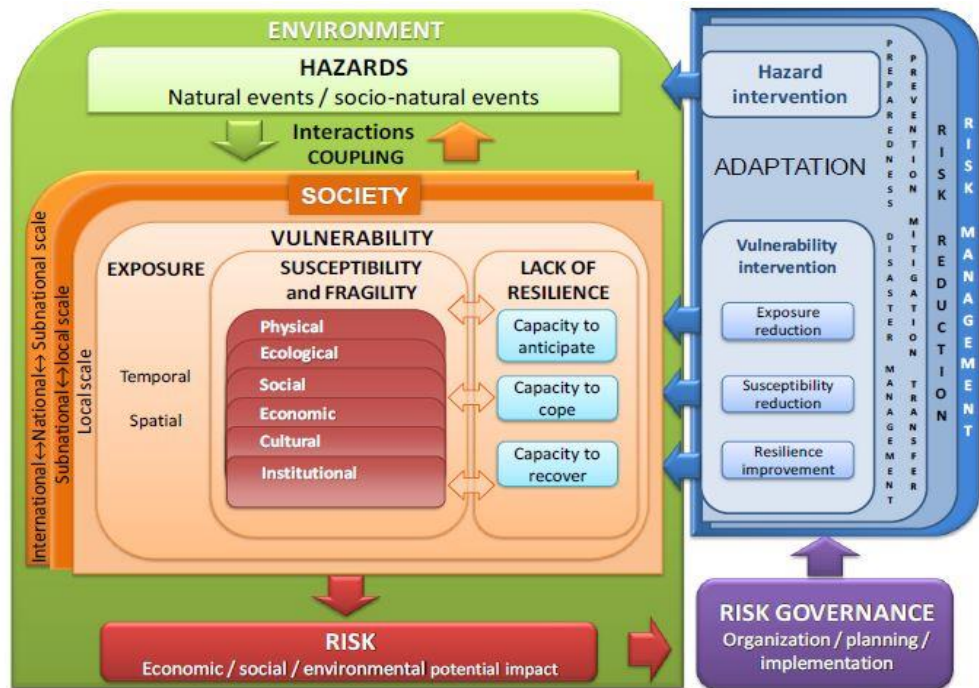 ENVIRONMENT
HAZARDS
Natural events / socio-natural events
Interactions
COUPLING
SOCIETY
International↔National↔ Subnational scale
Subnational↔local scale
Local scale
VULNERABILITY
EXPOSURE
Temporal
Spatial
SUSCEPTIBILITY
and FRAGILITY
Physical
Ecological
Social
Economic
Cultural
Institutional
LACK OF
RESILIENCE
Capacity to
anticipate
Capacity to
cope
Capacity to
recover
RISK
Economic / social / environmental potential impact
Hazard
intervention
ADAPTATION
Vulnerability
intervention
Exposure
reduction
Susceptibility
reduction
Resilience
improvement
PREPAREDNESS DISASTER MANAGEMENT
PREVENTION MITIGATION TRANSFER
RISK REDUCTION
RISK MANAGEMENT
RISK GOVERNANCE
Organization / planning /
implementation